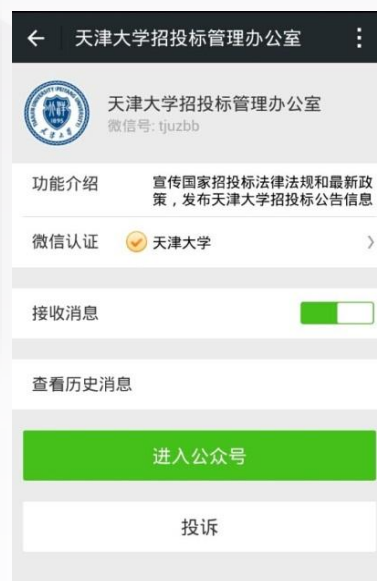 天津大学招投标管理办公室
天津大学招投标管理办公室
微信号: tjuzbb
功能介绍
宣传国家招投标法律法规和最新政
策，发布天津大学招投标公告信息
微信认证
天津大学
接收消息
查看历史消息
进入公众号
投诉